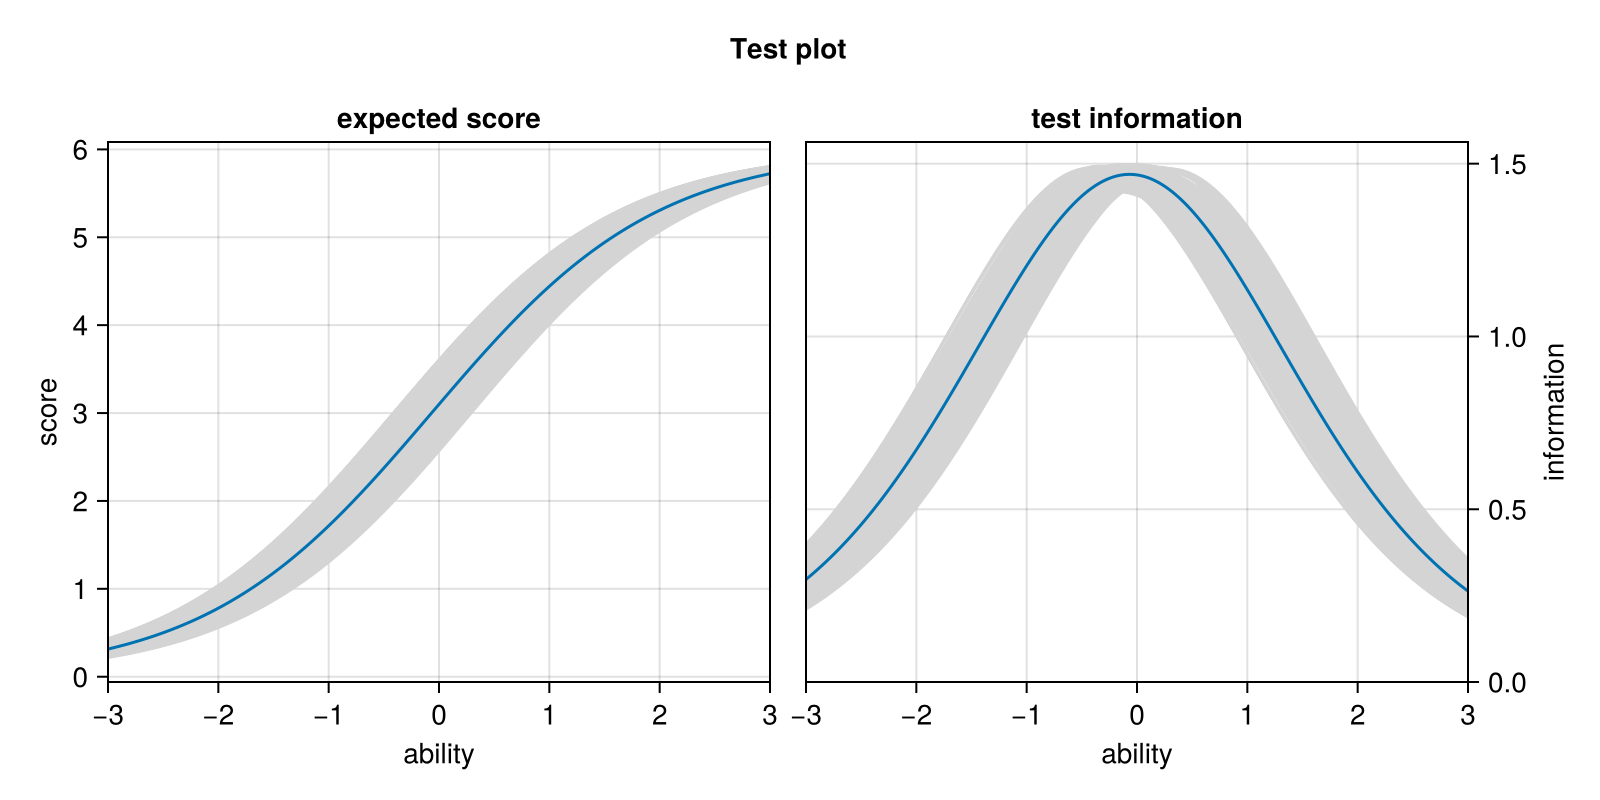 Test plot
expected score
6
5
4
3
2
1
0
score
−3 −2 −1 0 1 2 3
ability
test information
1.5
1.0
0.5
0.0
information
−3 −2 −1 0 1 2 3
ability